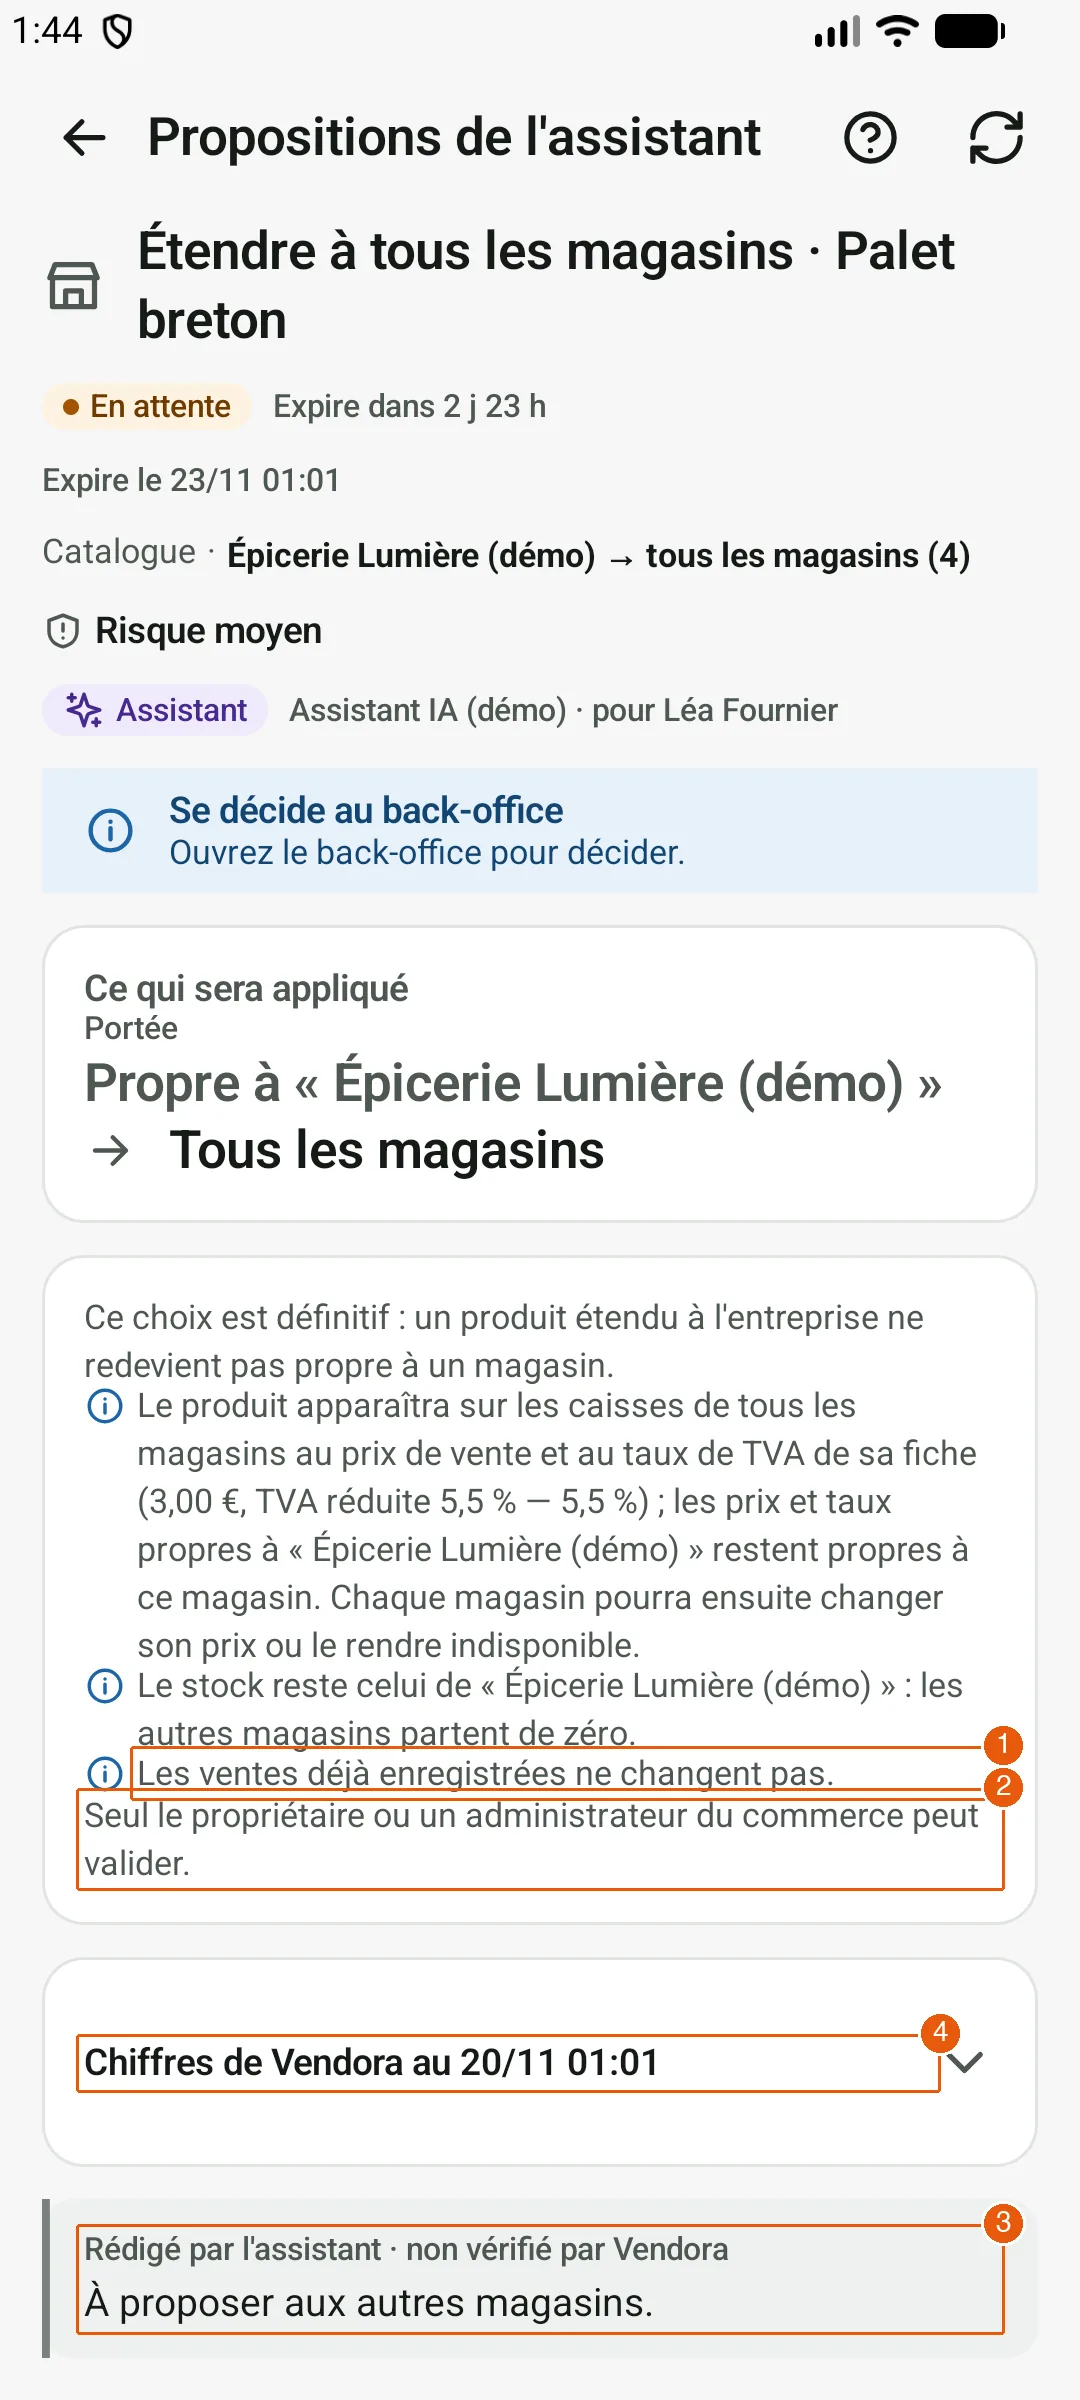 1:44
Propositions de l'assistant
Étendre à tous les magasins · Palet
breton
En attente
Expire dans 2 j 23 h
Expire le 23/11 01:01
Catalogue · Épicerie Lumière (démo) → tous les magasins (4)
Risque moyen
Assistant
Assistant IA (démo) · pour Léa Fournier
Se décide au back-office
Ouvrez le back-office pour décider.
Ce qui sera appliqué
Portée
Propre à « Épicerie Lumière (démo) »
→ Tous les magasins
Ce choix est définitif : un produit étendu à l'entreprise ne
redevient pas propre à un magasin.
Le produit apparaîtra sur les caisses de tous les
magasins au prix de vente et au taux de TVA de sa fiche
(3,00 €, TVA réduite 5,5 % — 5,5 %) ; les prix et taux
propres à « Épicerie Lumière (démo) » restent propres à
ce magasin. Chaque magasin pourra ensuite changer
son prix ou le rendre indisponible.
Le stock reste celui de « Épicerie Lumière (démo) » : les
autres magasins partent de zéro.
1
Les ventes déjà enregistrées ne changent pas.
2
Seul le propriétaire ou un administrateur du commerce peut
valider.
4
Chiffres de Vendora au 20/11 01:01
3
Rédigé par l'assistant · non vérifié par Vendora
À proposer aux autres magasins.